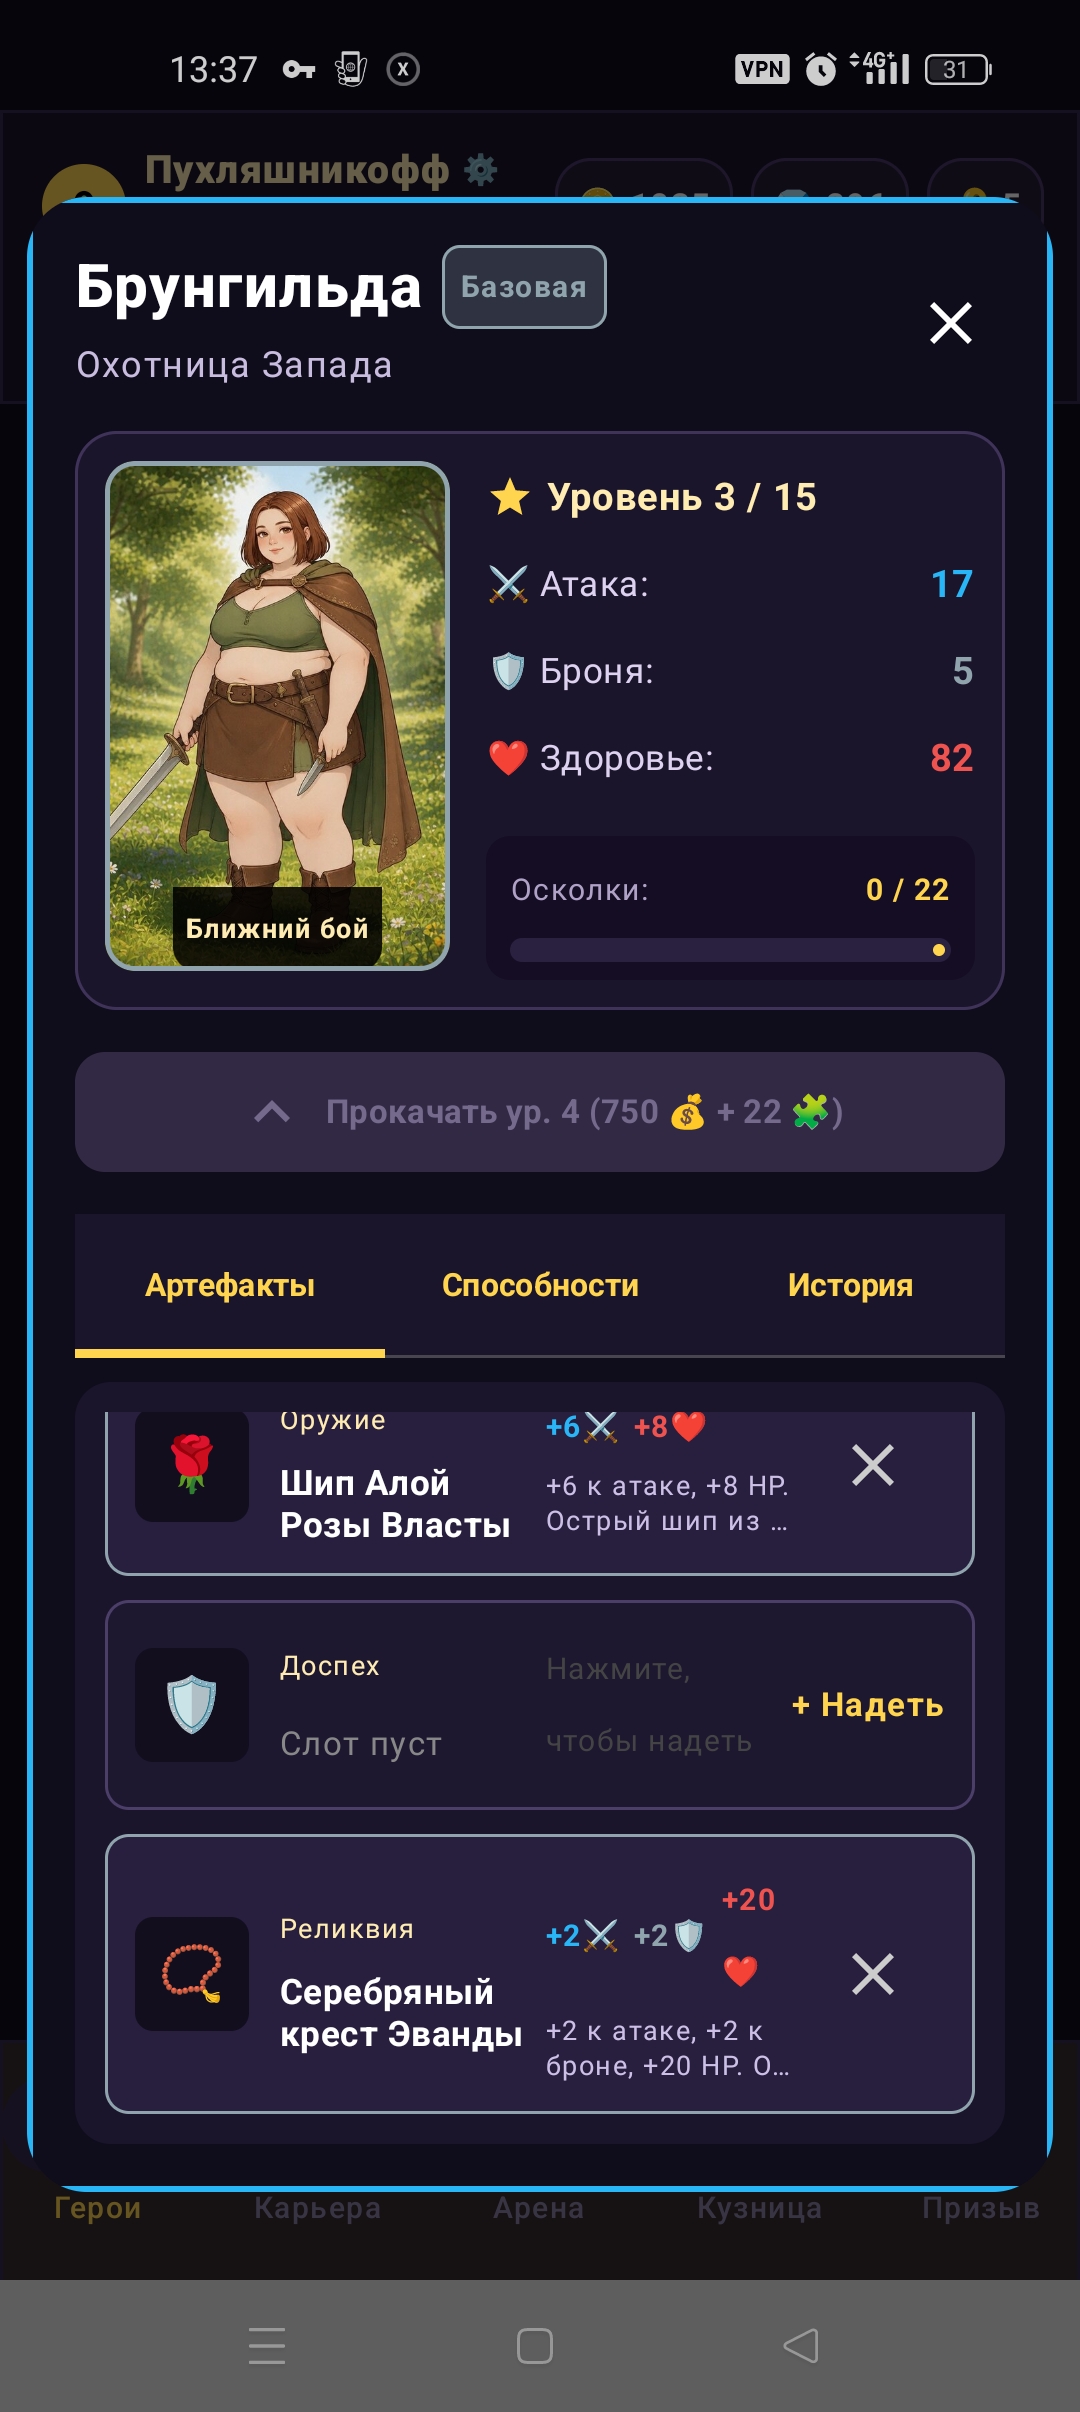 13:37
VPN
4G+
31
Пухляшникофф
Брунгильда
Базовая
Охотница Запада
Уровень 3 / 15
Атака: 17
Броня: 5
Здоровье: 82
Осколки: 0 / 22
Ближний бой
Прокачать ур. 4 (750 💰 + 22 🧩)
Артефакты
Способности
История
Оружие
Шип Алой
Розы Власты
+6⚔️ +8❤️
+6 к атаке, +8 HP.
Острый шип из ...
Доспех
Слот пуст
Нажмите,
чтобы надеть
+ Надеть
Реликвия
Серебряный
крест Эванды
+2⚔️ +2🛡️ +20❤️
+2 к атаке, +2 к
броне, +20 HP. О...
Герои
Карьера
Арена
Кузница
Призыв